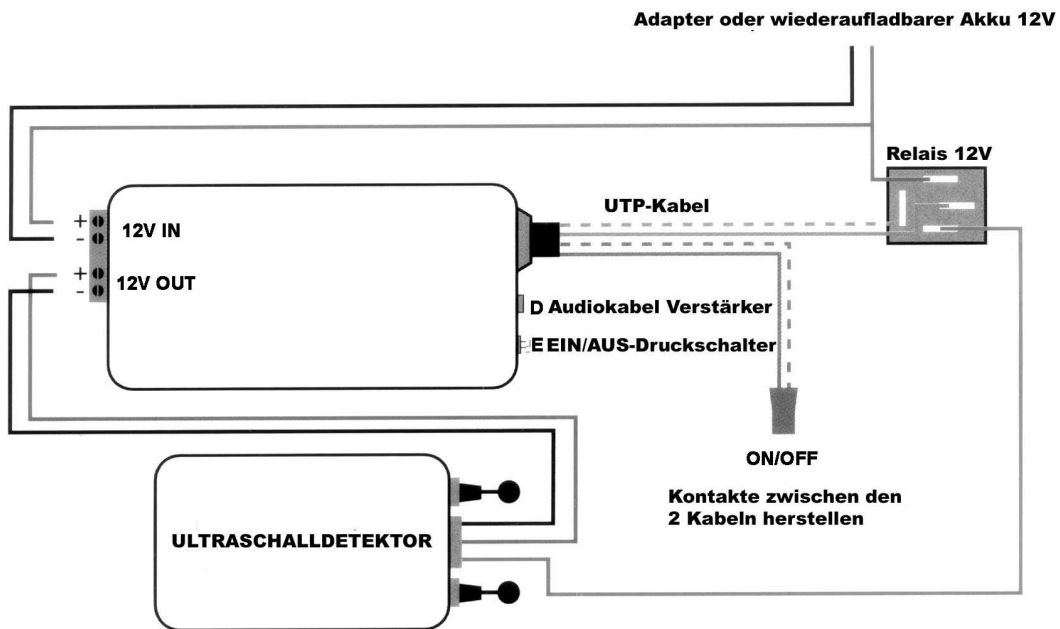 Adapter oder wiederaufladbarer Akku 12V
Relais 12V
UTP-Kabel
+
12V IN
-
+
12V OUT
-
D Audiokabel Verstärker
E EIN/AUS-Druckschalter
ON/OFF
Kontakte zwischen den
2 Kabeln herstellen
ULTRASCHALLDETEKTOR